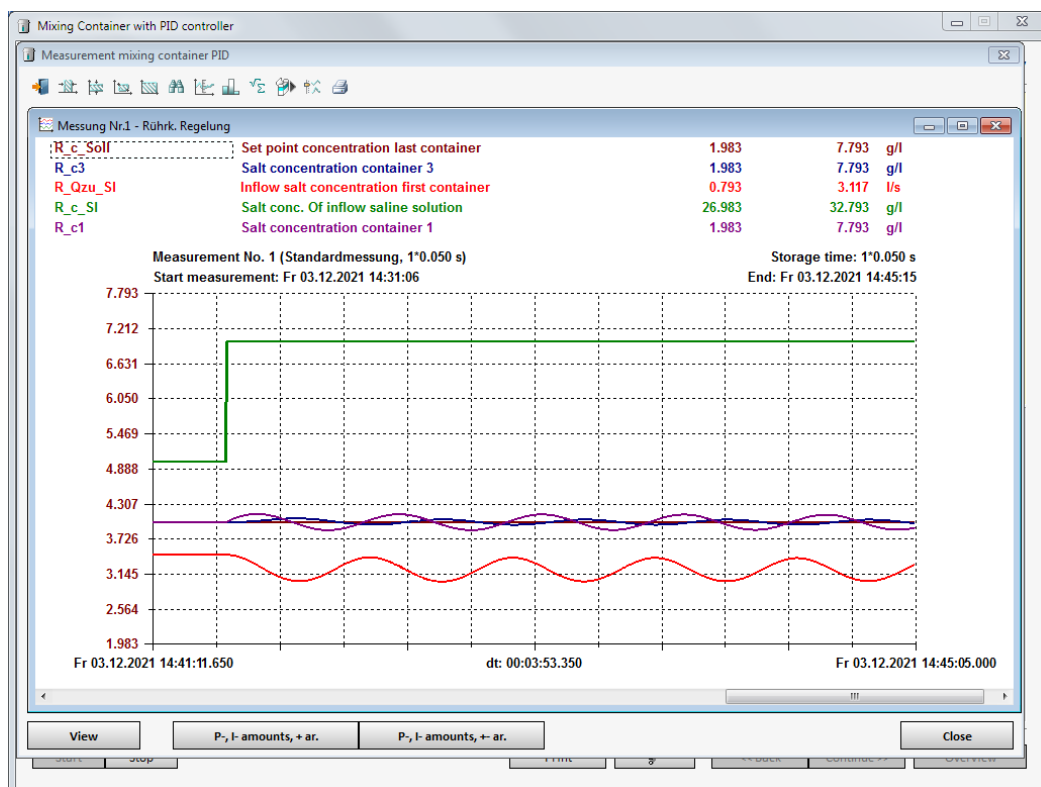 Mixing Container with PID controller
Measurement mixing container PID
Messung Nr.1 - Rührk. Regelung
R_c_Soll Set point concentration last container 1.983 7.793 g/l
R_c3 Salt concentration container 3 1.983 7.793 g/l
R_Qzu_Sl Inflow salt concentration first container 0.793 3.117 l/s
R_c_Sl Salt conc. Of inflow saline solution 26.983 32.793 g/l
R_c1 Salt concentration container 1 1.983 7.793 g/l
Measurement No. 1 (Standardmessung, 1*0.050 s) Storage time: 1*0.050 s
Start measurement: Fr 03.12.2021 14:31:06 End: Fr 03.12.2021 14:45:15
7.793
7.212
6.631
6.050
5.469
4.888
4.307
3.726
3.145
2.564
1.983
Fr 03.12.2021 14:41:11.650 dt: 00:03:53.350 Fr 03.12.2021 14:45:05.000
View P-, I- amounts, + ar. P-, I- amounts, +- ar. Close
Start Stop Print << Back Continue >> Overview